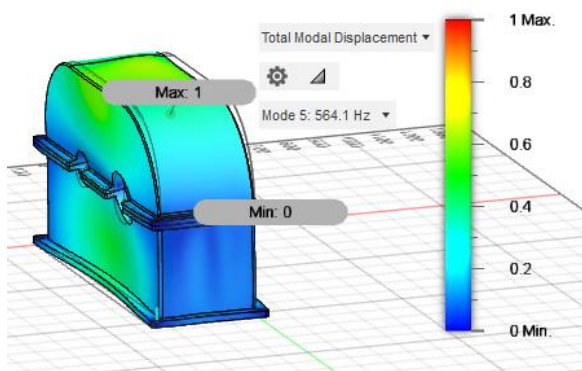 Total Modal Displacement
Mode 5: 564.1 Hz
Max: 1
Min: 0
1 Max.
0.8
0.6
0.4
0.2
0 Min.